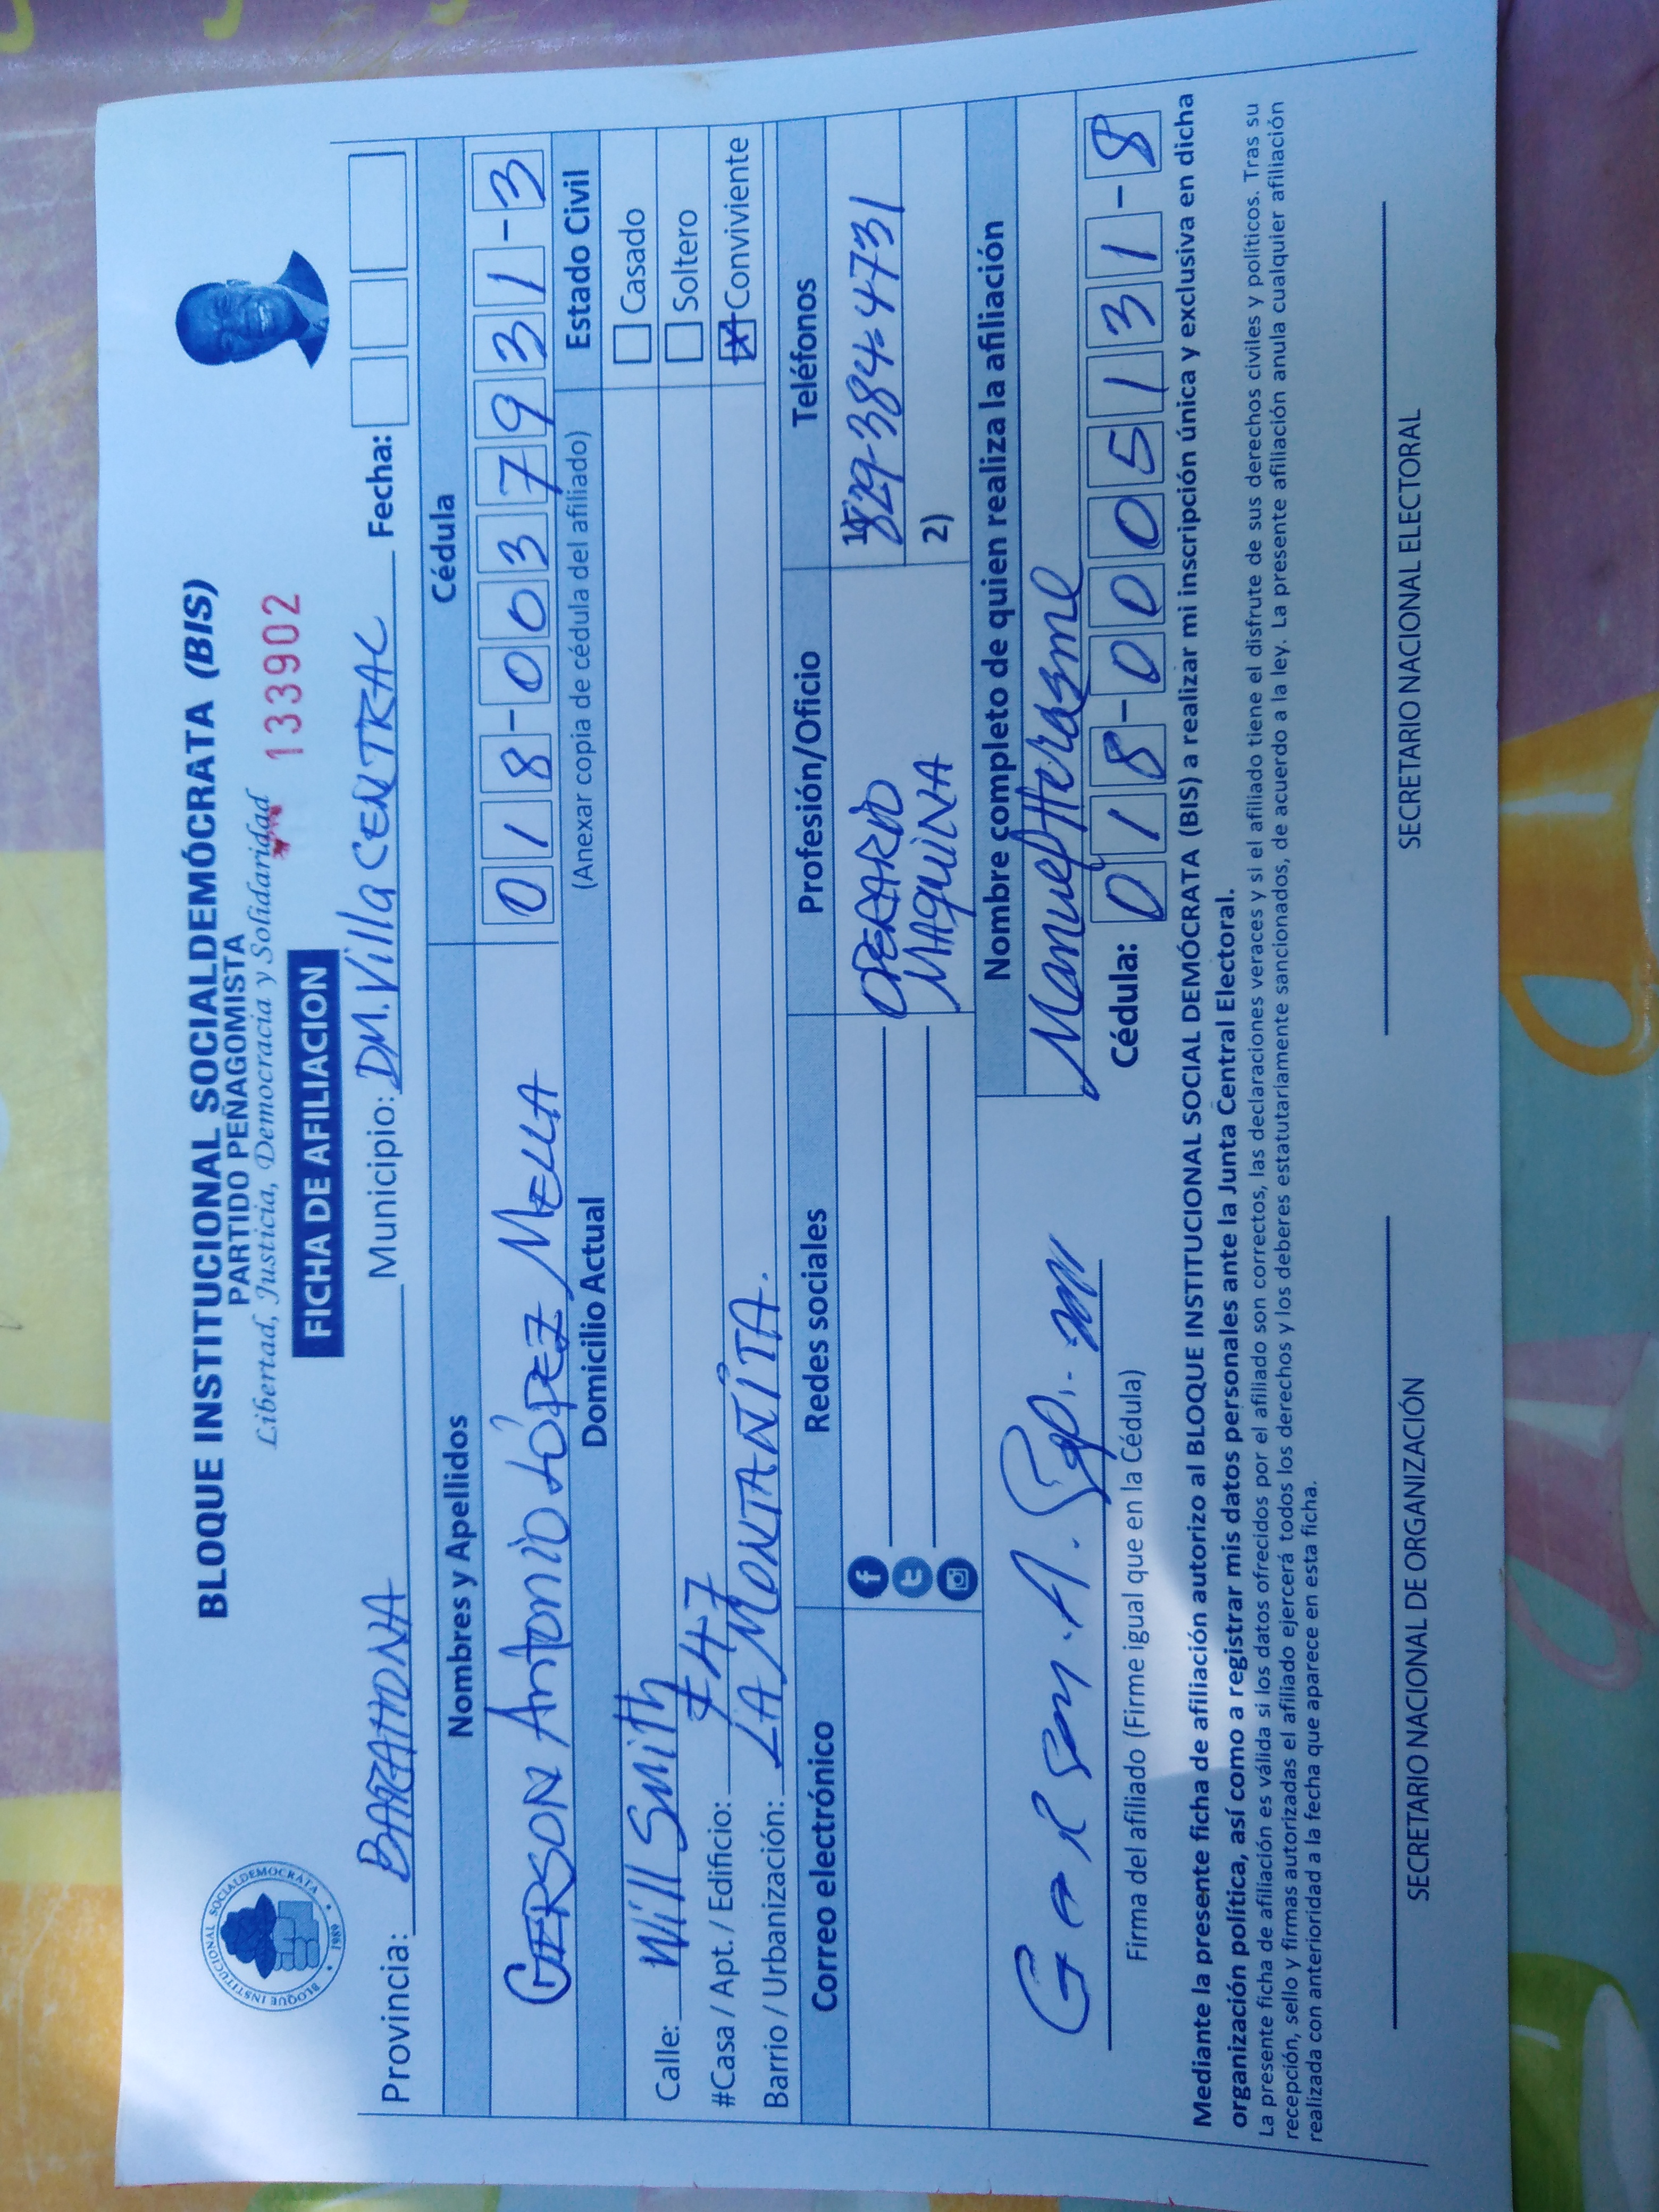 BLOQUE INSTITUCIONAL SOCIALDEMOCRATA
1989
BLOQUE INSTITUCIONAL SOCIALDEMÓCRATA (BIS)
PARTIDO PEÑAGOMISTA
Libertad, Justicia, Democracia y Solidaridad
133902
FICHA DE AFILIACION
Provincia: BARAHONA Municipio: DM. Villa CENTRAL Fecha:
Nombres y Apellidos Cédula
GERSON Antonio LÓPEZ MELLA 018-0037931-3
Domicilio Actual (Anexar copia de cédula del afiliado) Estado Civil
Calle: Will Smith Casado
#Casa / Apt. / Edificio: #47 Soltero
Barrio / Urbanización: LA MONTAÑITA. Conviviente
Correo electrónico Redes sociales Profesión/Oficio Teléfonos
OPERARIO 1) 829-384-4731
MAQUINA 2)
Nombre completo de quien realiza la afiliación
Manuel Herasme
Cédula: 018-0005131-8
Firma del afiliado (Firme igual que en la Cédula)
Mediante la presente ficha de afiliación autorizo al BLOQUE INSTITUCIONAL SOCIAL DEMÓCRATA (BIS) a realizar mi inscripción única y exclusiva en dicha
organización política, así como a registrar mis datos personales ante la Junta Central Electoral.
La presente ficha de afiliación es válida si los datos ofrecidos por el afiliado son correctos, las declaraciones veraces y si el afiliado tiene el disfrute de sus derechos civiles y políticos. Tras su
recepción, sello y firmas autorizadas el afiliado ejercerá todos los derechos y los deberes estatutariamente sancionados, de acuerdo a la ley. La presente afiliación anula cualquier afiliación
realizada con anterioridad a la fecha que aparece en esta ficha.
SECRETARIO NACIONAL DE ORGANIZACIÓN SECRETARIO NACIONAL ELECTORAL